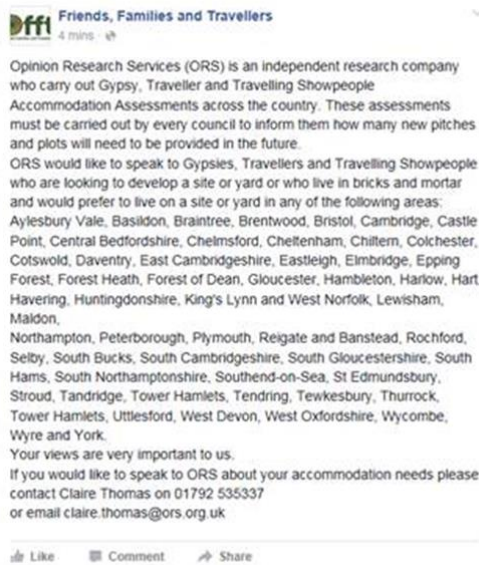 fft
Friends, Families and Travellers
4 mins
Opinion Research Services (ORS) is an independent research company
who carry out Gypsy, Traveller and Travelling Showpeople
Accommodation Assessments across the country. These assessments
must be carried out by every council to inform them how many new pitches
and plots will need to be provided in the future.
ORS would like to speak to Gypsies, Travellers and Travelling Showpeople
who are looking to develop a site or yard or who live in bricks and mortar
and would prefer to live on a site or yard in any of the following areas:
Aylesbury Vale, Basildon, Braintree, Brentwood, Bristol, Cambridge, Castle
Point, Central Bedfordshire, Chelmsford, Cheltenham, Chiltern, Colchester,
Cotswold, Daventry, East Cambridgeshire, Eastleigh, Elmbridge, Epping
Forest, Forest Heath, Forest of Dean, Gloucester, Hambleton, Harlow, Hart
Havering, Huntingdonshire, King's Lynn and West Norfolk, Lewisham,
Maldon,
Northampton, Peterborough, Plymouth, Reigate and Banstead, Rochford,
Selby, South Bucks, South Cambridgeshire, South Gloucestershire, South
Hams, South Northamptonshire, Southend-on-Sea, St Edmundsbury,
Stroud, Tandridge, Tower Hamlets, Tendring, Tewkesbury, Thurrock,
Tower Hamlets, Uttlesford, West Devon, West Oxfordshire, Wycombe,
Wyre and York.
Your views are very important to us.
If you would like to speak to ORS about your accommodation needs please
contact Claire Thomas on 01792 535337
or email claire.thomas@ors.org.uk
Like Comment Share